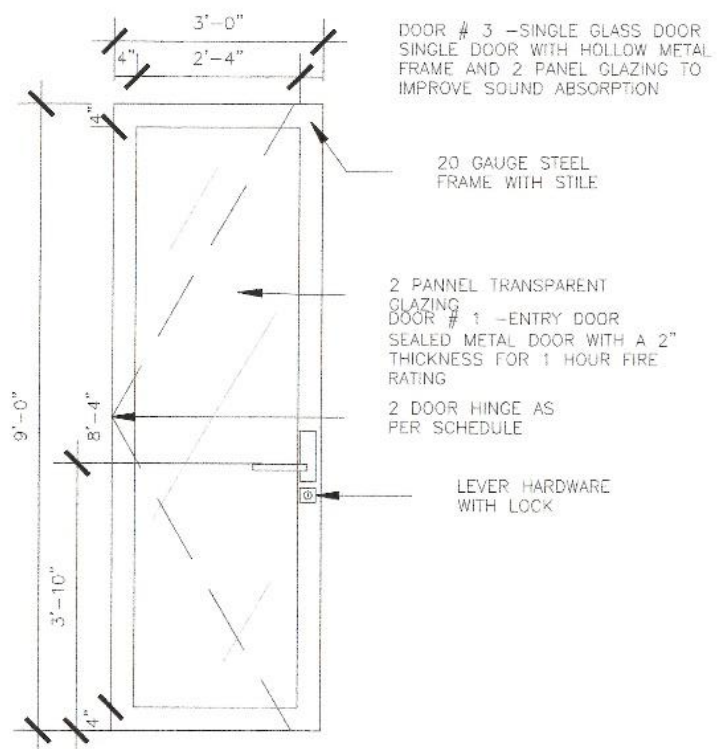 3'-0"
4"
2'-4"
4"
9'-0"
8'-4"
3'-10"
4"
DOOR # 3 -SINGLE GLASS DOOR
SINGLE DOOR WITH HOLLOW METAL
FRAME AND 2 PANEL GLAZING TO
IMPROVE SOUND ABSORPTION
20 GAUGE STEEL
FRAME WITH STILE
2 PANNEL TRANSPARENT
GLAZING
DOOR # 1 -ENTRY DOOR
SEALED METAL DOOR WITH A 2"
THICKNESS FOR 1 HOUR FIRE
RATING
2 DOOR HINGE AS
PER SCHEDULE
LEVER HARDWARE
WITH LOCK